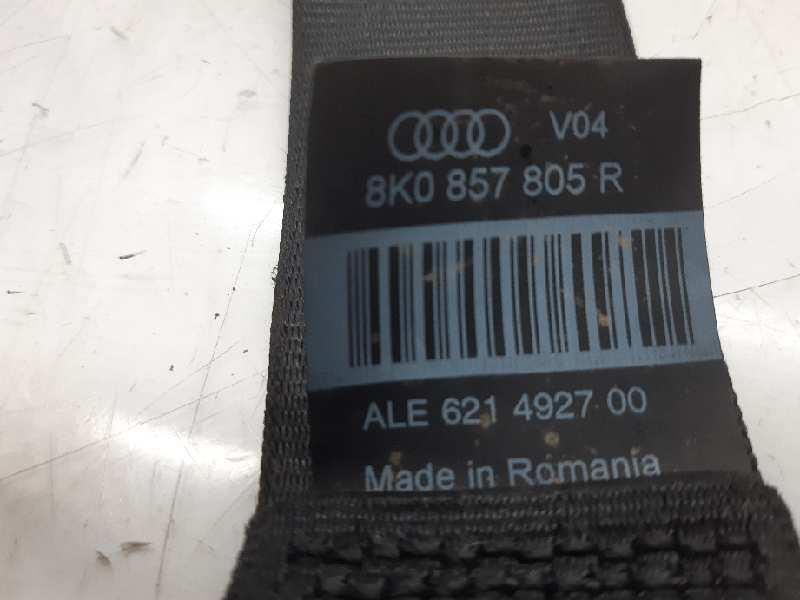 V04
8K0 857 805 R
ALE 621 4927 00
Made in Romania